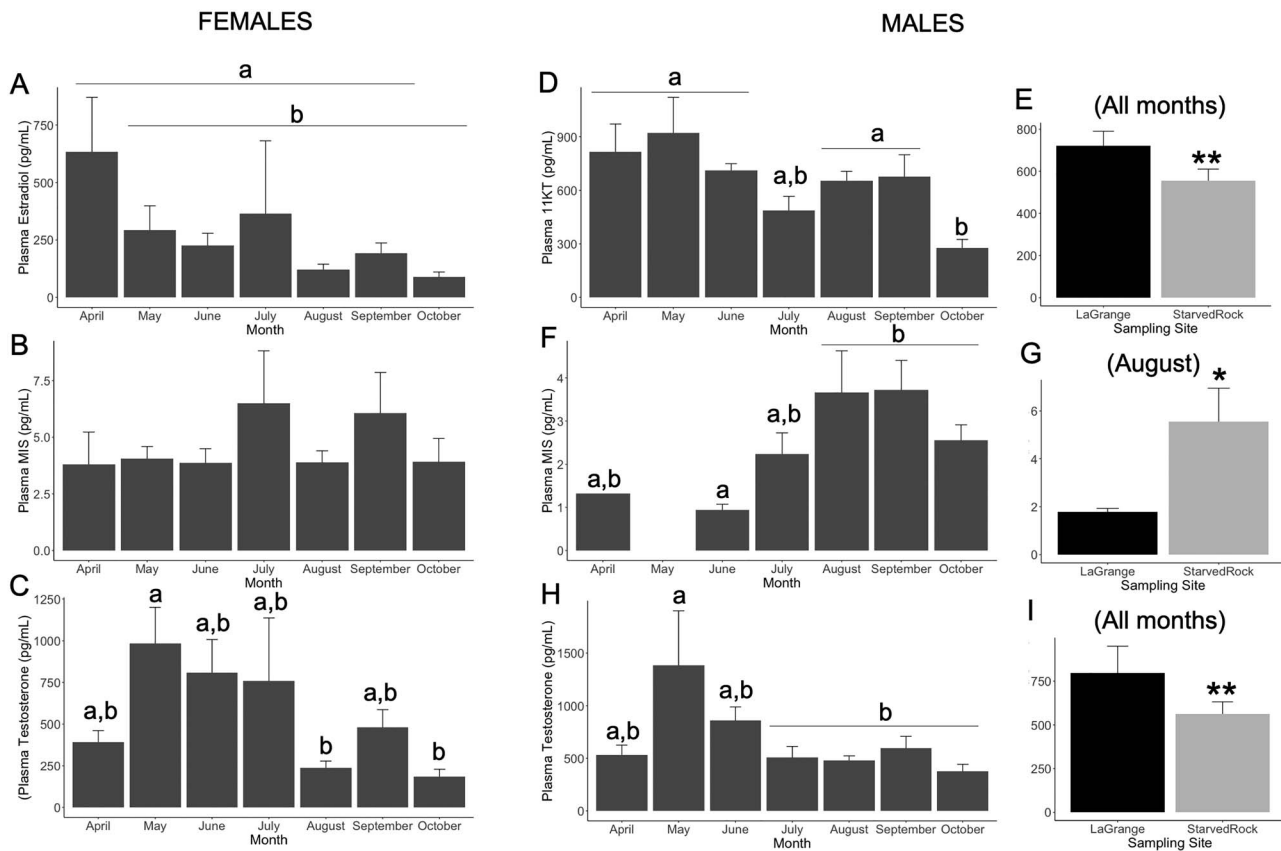 FEMALES
MALES
A
a
b
Plasma Estradiol (pg/mL)
750
500
250
0
April May June July August September October
Month
D
a
a
a,b
b
Plasma 11KT (pg/mL)
900
600
300
0
April May June July August September October
Month
E
(All months)
**
800
600
400
200
0
LaGrange StarvedRock
Sampling Site
B
Plasma MIS (pg/mL)
7.5
5.0
2.5
0.0
April May June July August September October
Month
F
a,b
a
a,b
b
Plasma MIS (pg/mL)
4
3
2
1
0
April May June July August September October
Month
G
(August)
*
6
4
2
0
LaGrange StarvedRock
Sampling Site
C
a,b
a
a,b
a,b
b
a,b
b
(Plasma Testosterone (pg/mL)
1250
1000
750
500
250
0
April May June July August September October
Month
H
a,b
a
a,b
b
Plasma Testosterone (pg/mL)
1500
1000
500
0
April May June July August September October
Month
I
(All months)
**
750
500
750
0
LaGrange StarvedRock
Sampling Site